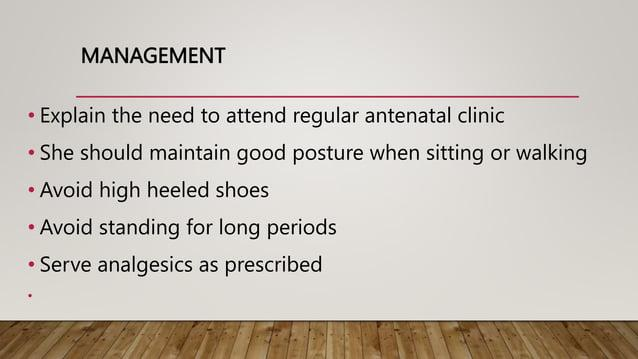 MANAGEMENT
• Explain the need to attend regular antenatal clinic
• She should maintain good posture when sitting or walking
• Avoid high heeled shoes
• Avoid standing for long periods
• Serve analgesics as prescribed
•